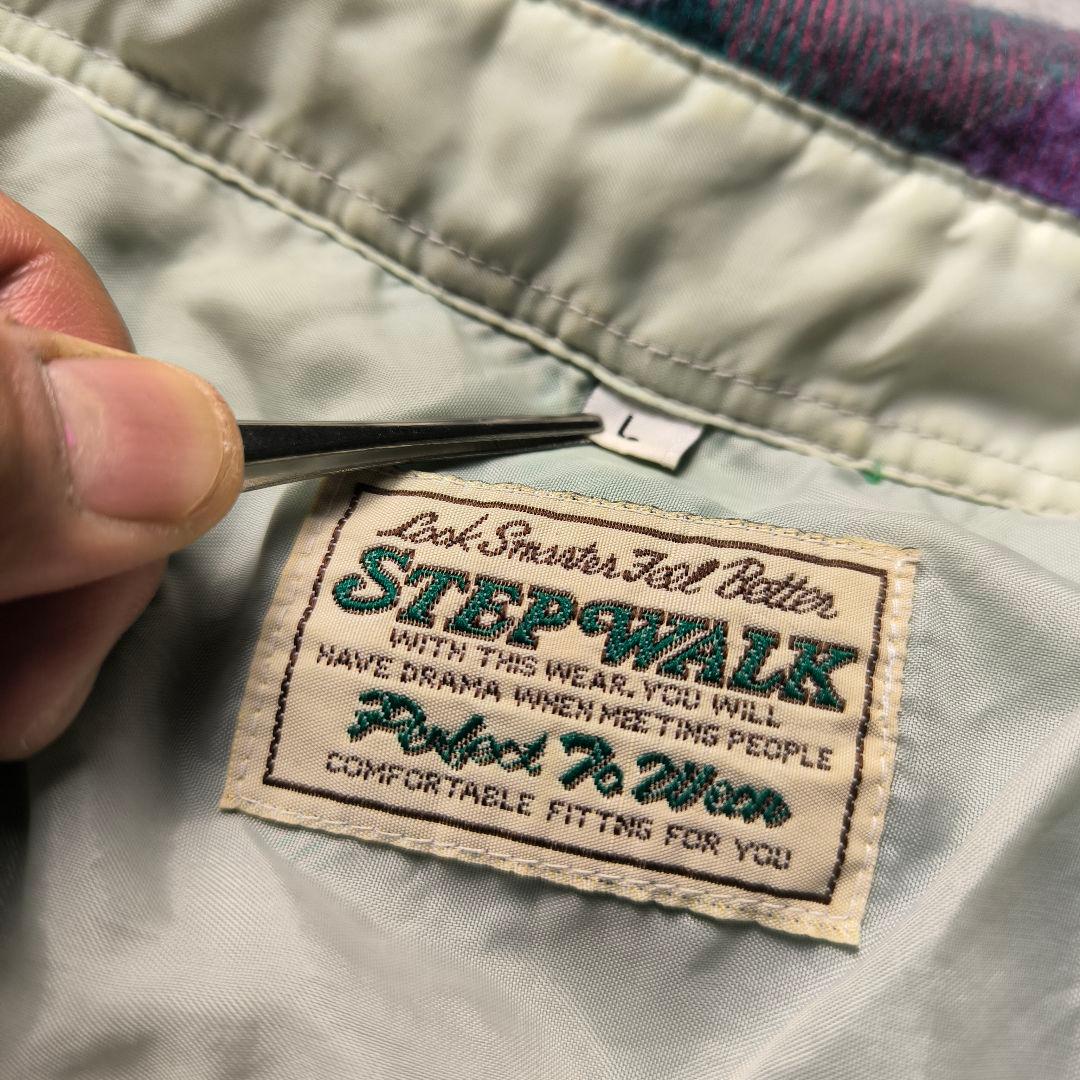 L
Look Smooter Feel Better
STEPWALK
WITH THIS WEAR. YOU WILL
HAVE DRAMA WHEN MEETING PEOPLE
Perfect To Wear
COMFORTABLE FITTNG FOR YOU